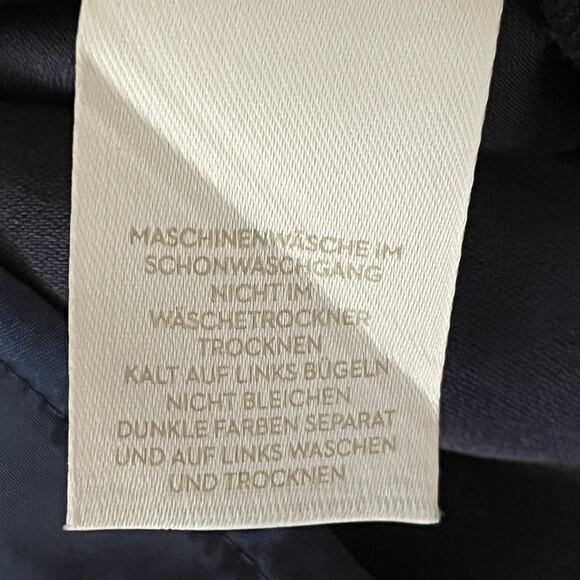 MASCHINENWÄSCHE IM
SCHONWASCHGANG
NICHT IM
WÄSCHETROCKNER
TROCKNEN
KALT AUF LINKS BÜGELN
NICHT BLEICHEN
DUNKLE FARBEN SEPARAT
UND AUF LINKS WASCHEN
UND TROCKNEN